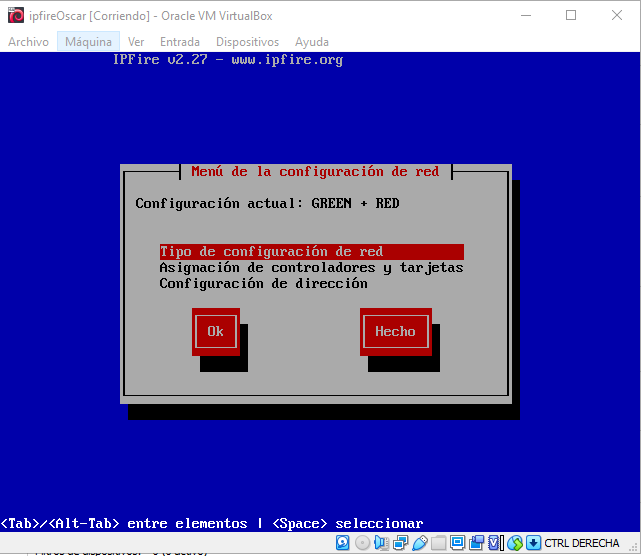 ipfireOscar [Corriendo] - Oracle VM VirtualBox
Archivo Máquina Ver Entrada Dispositivos Ayuda
IPFire v2.27 - www.ipfire.org
Menú de la configuración de red
Configuración actual: GREEN + RED
Tipo de configuración de red
Asignación de controladores y tarjetas
Configuración de dirección
Ok Hecho
<Tab>/<Alt-Tab> entre elementos | <Space> seleccionar
CTRL DERECHA